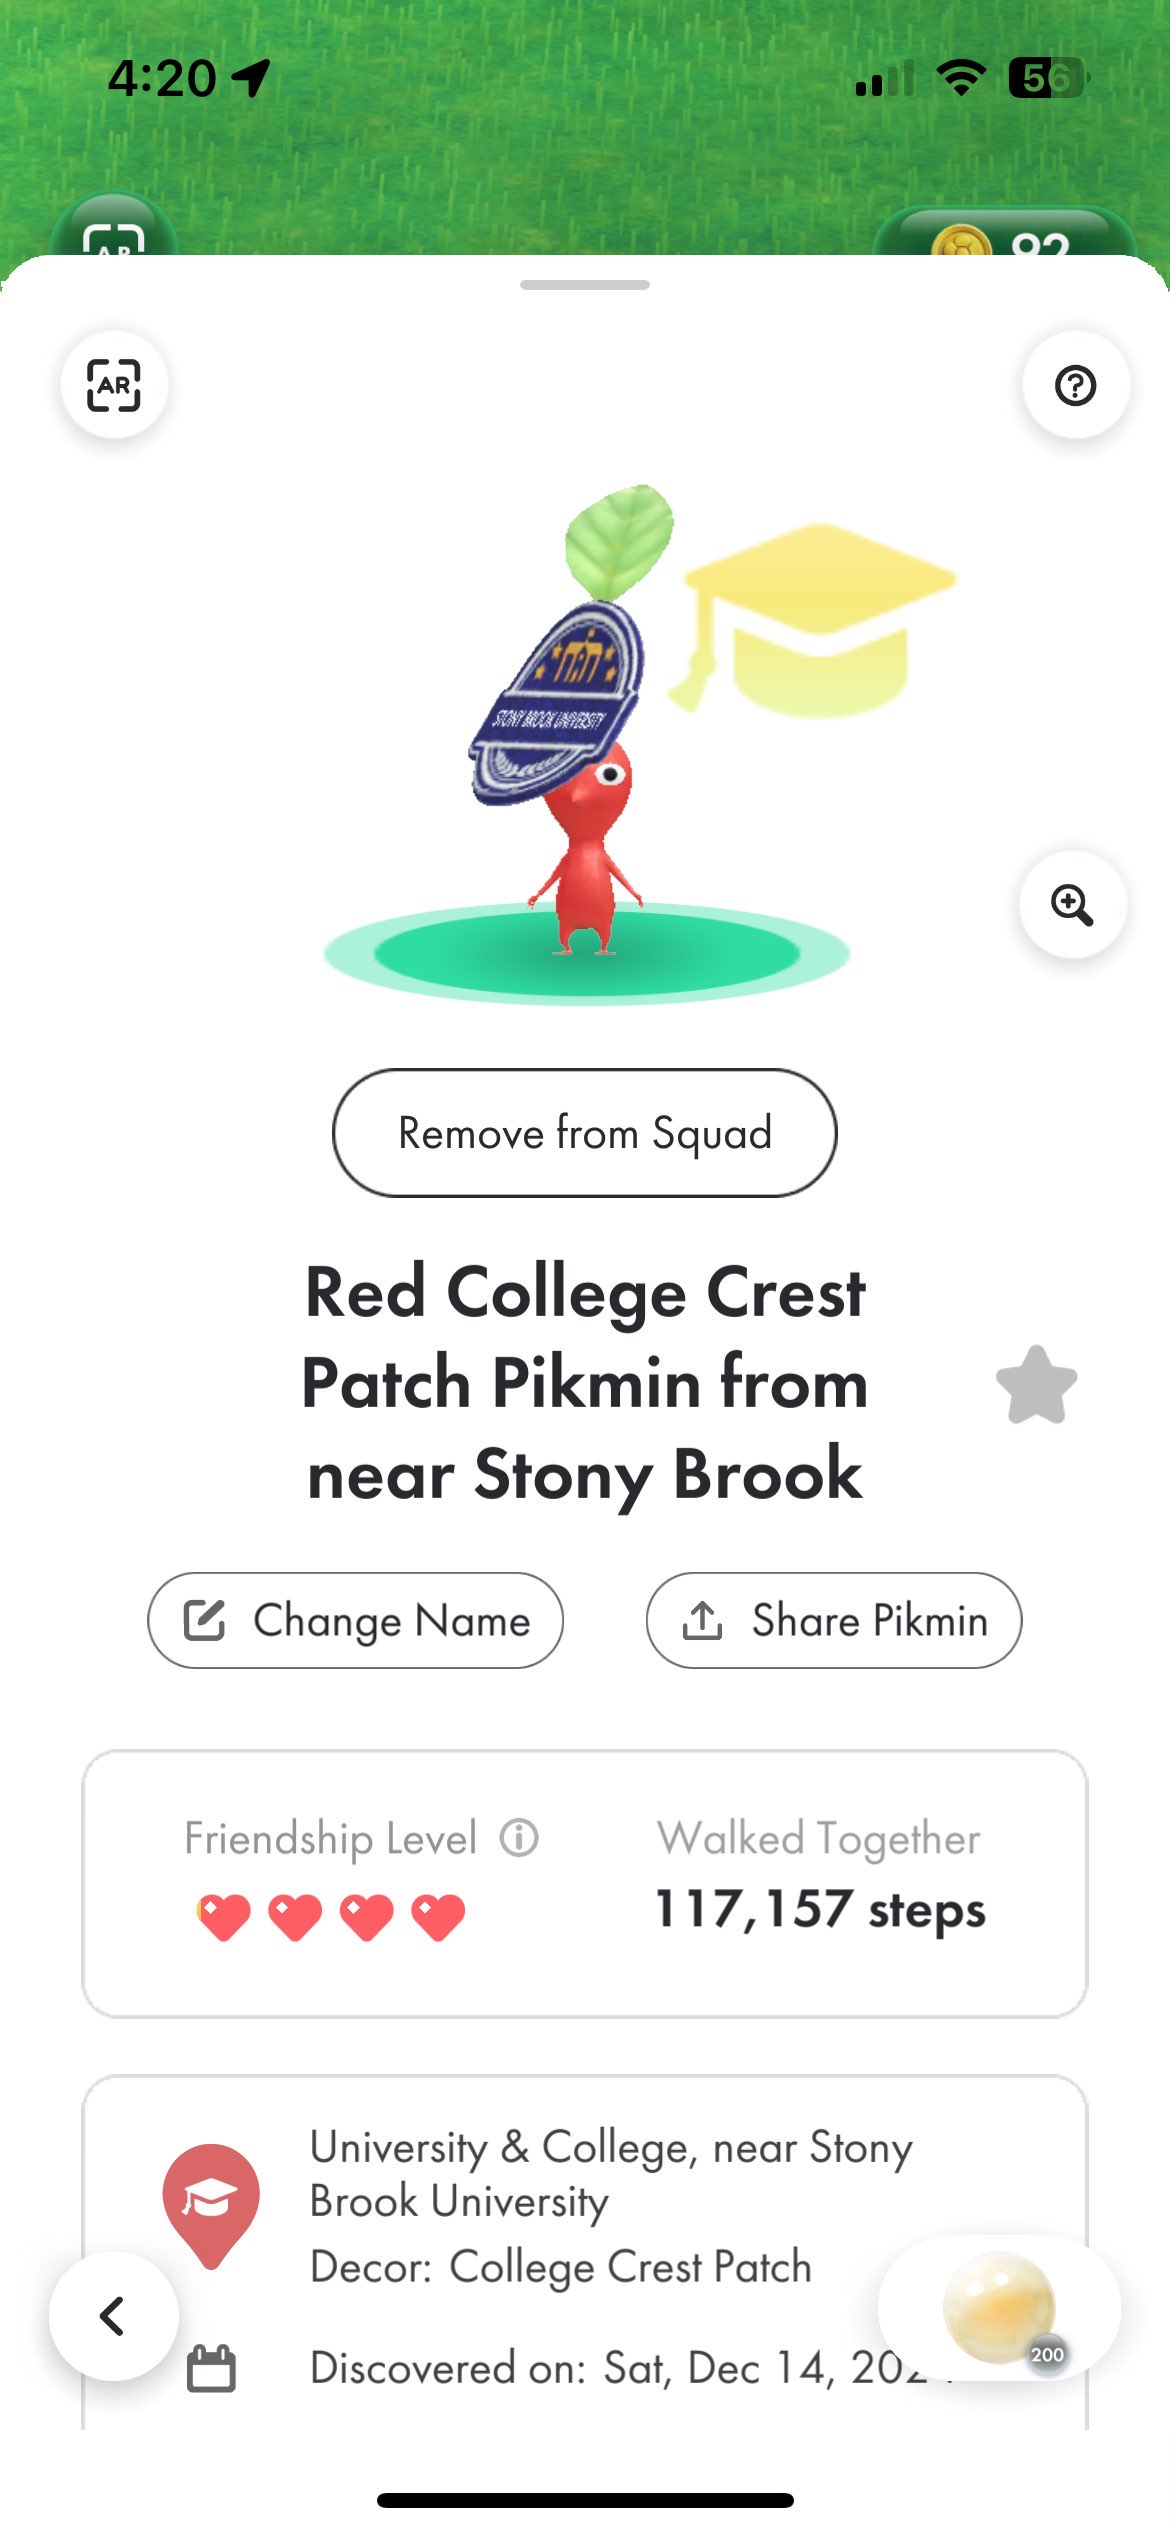 4:20
56
AR
92
AR
?
STONY BROOK UNIVERSITY
Remove from Squad
Red College Crest
Patch Pikmin from
near Stony Brook
Change Name
Share Pikmin
Friendship Level
Walked Together
117,157 steps
University & College, near Stony
Brook University
Decor: College Crest Patch
200
Discovered on: Sat, Dec 14,